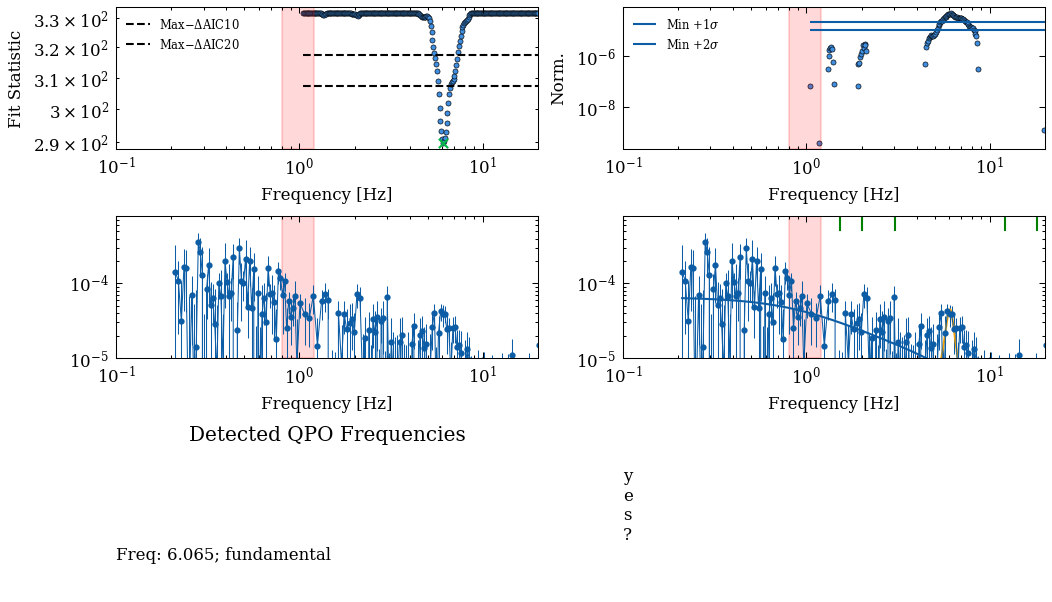 Fit Statistic
3.3 × 10²
3.2 × 10²
3.1 × 10²
3 × 10²
2.9 × 10²
Max−ΔAIC10
Max−ΔAIC20
10⁻¹ 10⁰ 10¹
Frequency [Hz]
Norm.
10⁻⁶
10⁻⁸
Min +1σ
Min +2σ
10⁻¹ 10⁰ 10¹
Frequency [Hz]
10⁻⁴
10⁻⁵
10⁻¹ 10⁰ 10¹
Frequency [Hz]
10⁻⁴
10⁻⁵
10⁻¹ 10⁰ 10¹
Frequency [Hz]
Detected QPO Frequencies
Freq: 6.065; fundamental
y
e
s
?